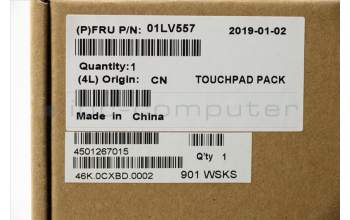 (P)FRU P/N: 01LV557 2019-01-02
Quantity:1
(4L) Origin: CN TOUCHPAD PACK
Made in China
4501267015 Q'ty 1
46K.0CXBD.0002 901 WSKS